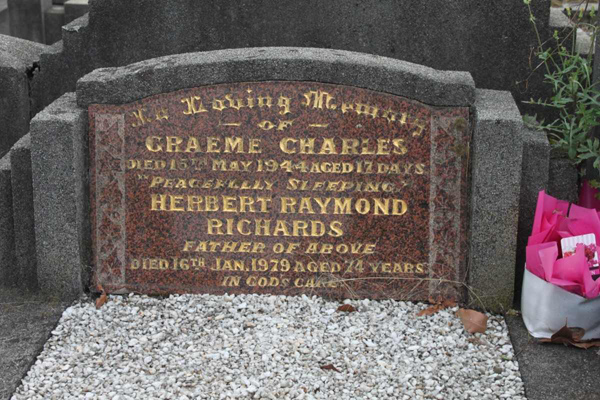 In Loving Memory
– OF –
GRAEME CHARLES
DIED 15TH MAY 1944 AGED 17 DAYS
"PEACEFULLY SLEEPING"
HERBERT RAYMOND
RICHARDS
FATHER OF ABOVE
DIED 16TH JAN. 1979 AGED 74 YEARS
IN GOD'S CARE